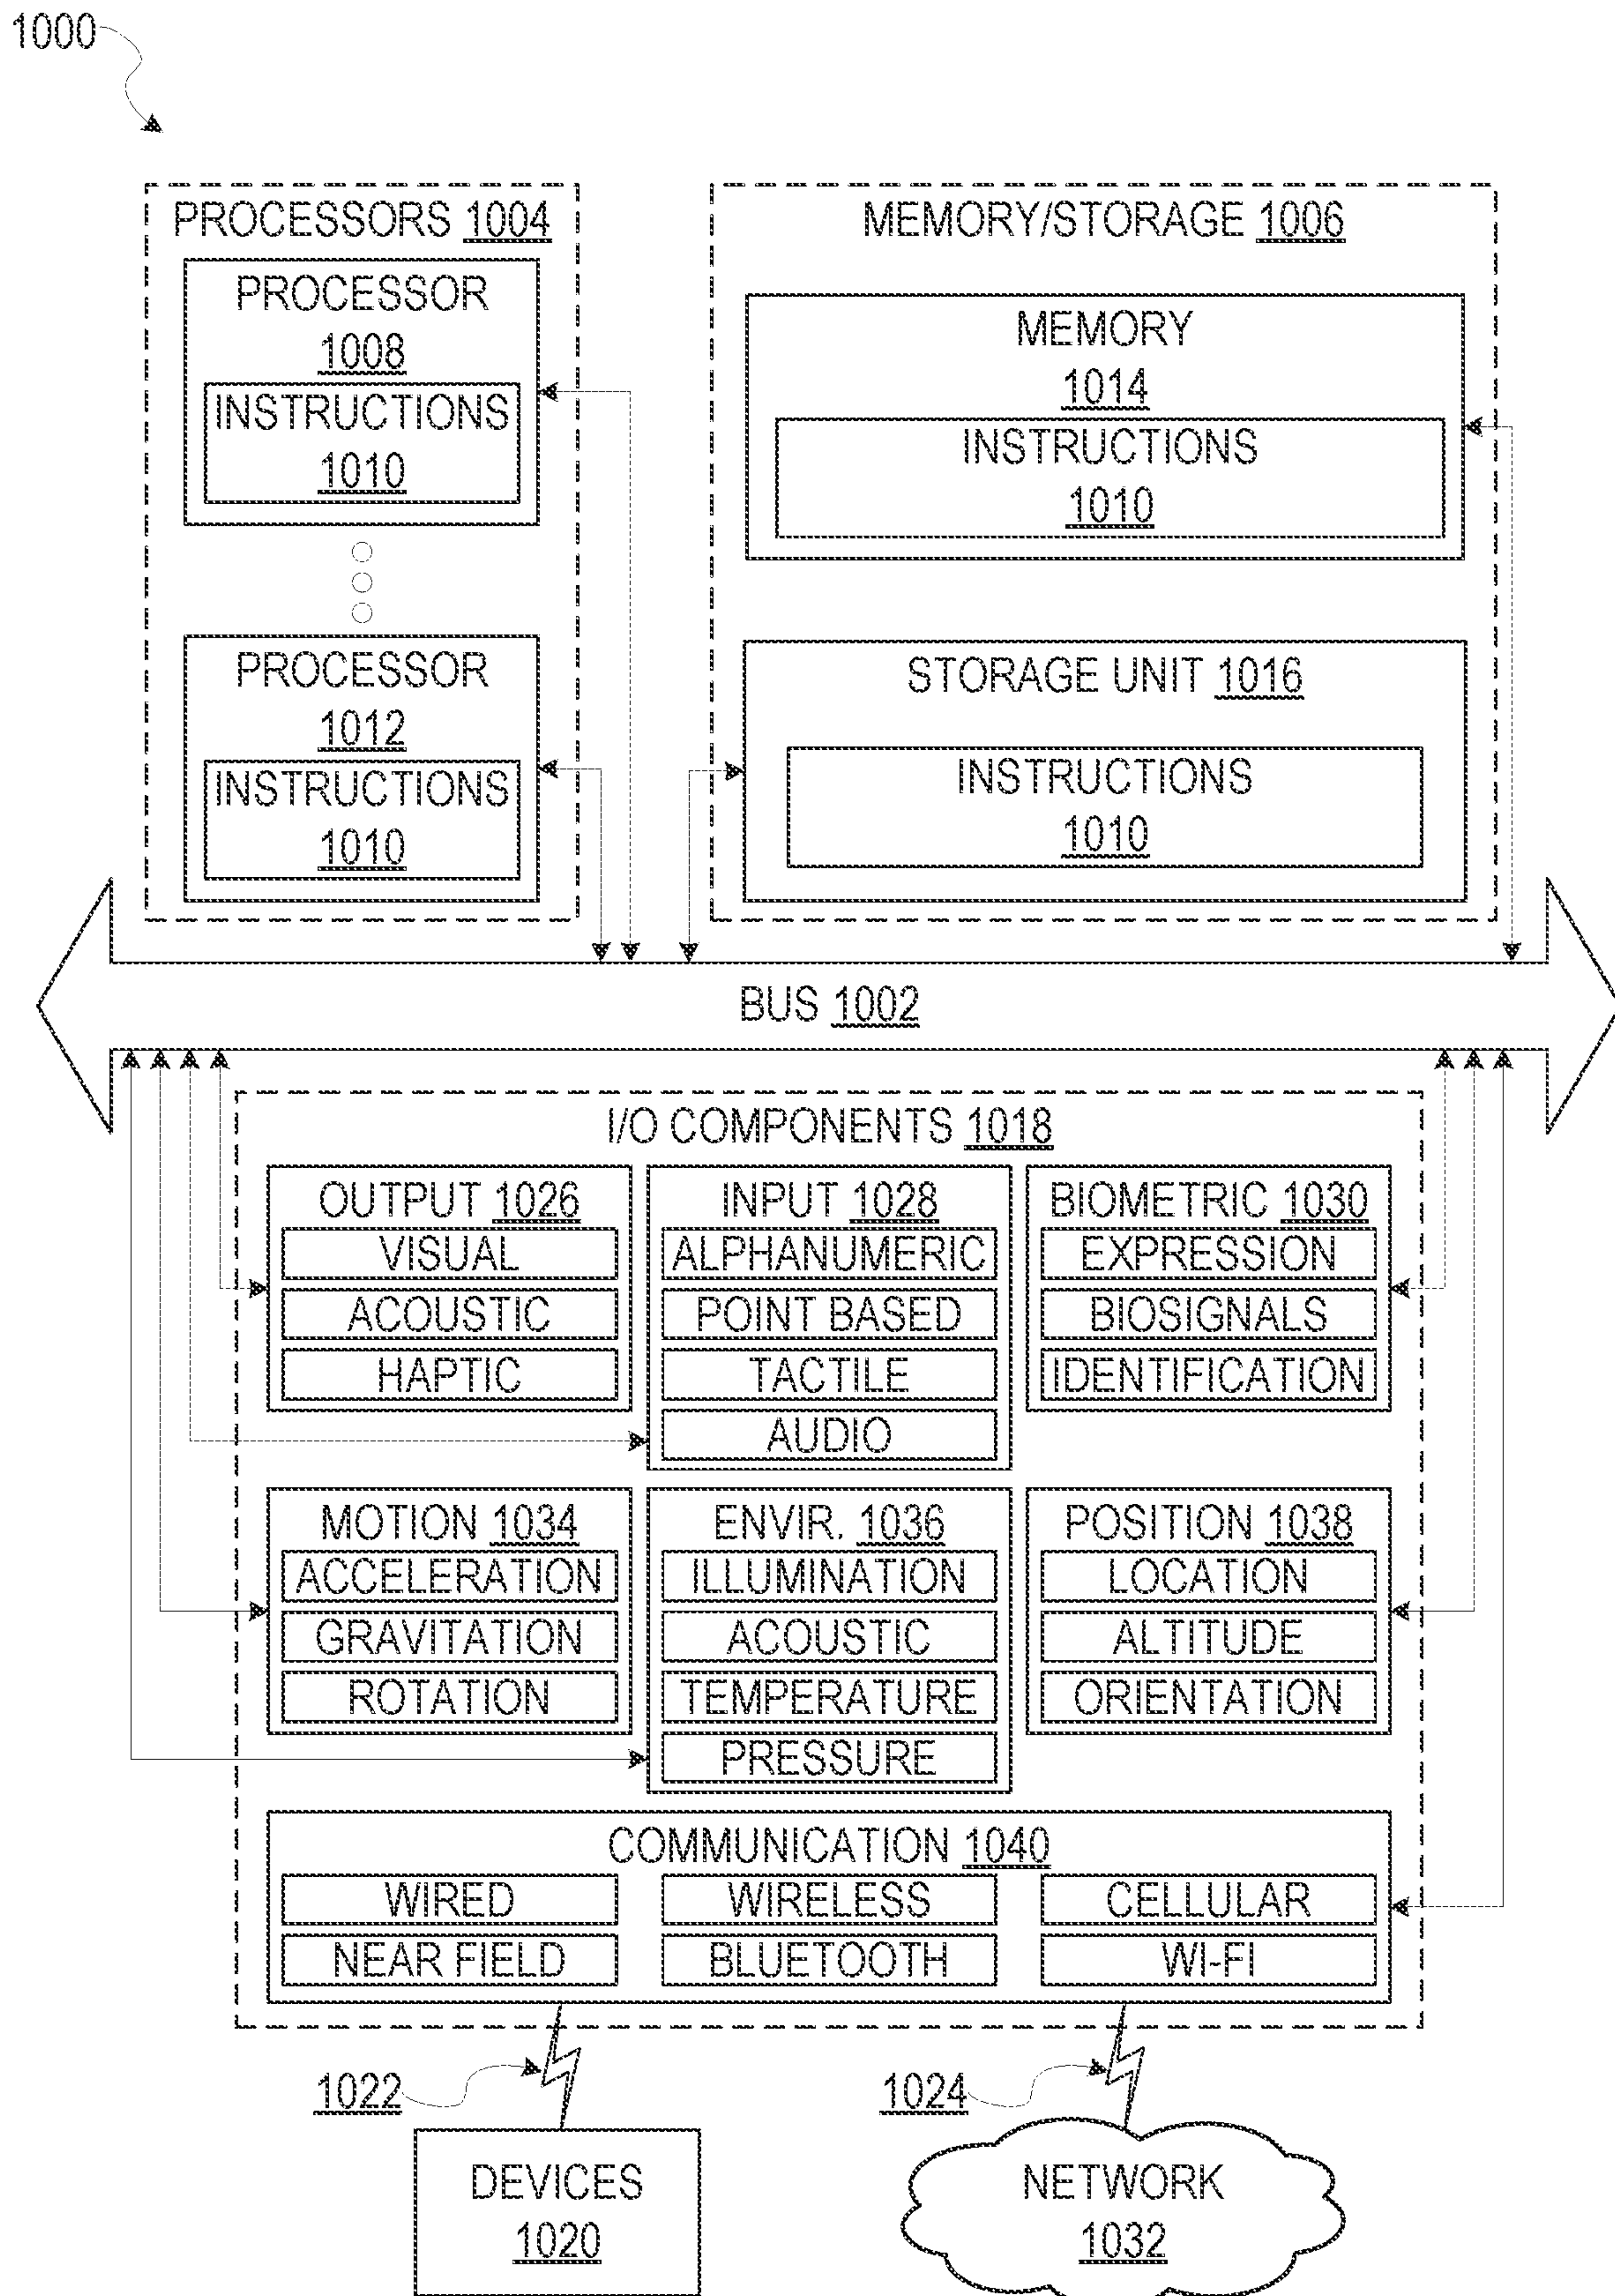 1000
PROCESSORS 1004
PROCESSOR
1008
INSTRUCTIONS
1010
PROCESSOR
1012
INSTRUCTIONS
1010
MEMORY/STORAGE 1006
MEMORY
1014
INSTRUCTIONS
1010
STORAGE UNIT 1016
INSTRUCTIONS
1010
BUS 1002
I/O COMPONENTS 1018
OUTPUT 1026
VISUAL
ACOUSTIC
HAPTIC
INPUT 1028
ALPHANUMERIC
POINT BASED
TACTILE
AUDIO
BIOMETRIC 1030
EXPRESSION
BIOSIGNALS
IDENTIFICATION
MOTION 1034
ACCELERATION
GRAVITATION
ROTATION
ENVIR. 1036
ILLUMINATION
ACOUSTIC
TEMPERATURE
PRESSURE
POSITION 1038
LOCATION
ALTITUDE
ORIENTATION
COMMUNICATION 1040
WIRED
WIRELESS
CELLULAR
NEAR FIELD
BLUETOOTH
WI-FI
1022
1024
DEVICES
1020
NETWORK
1032